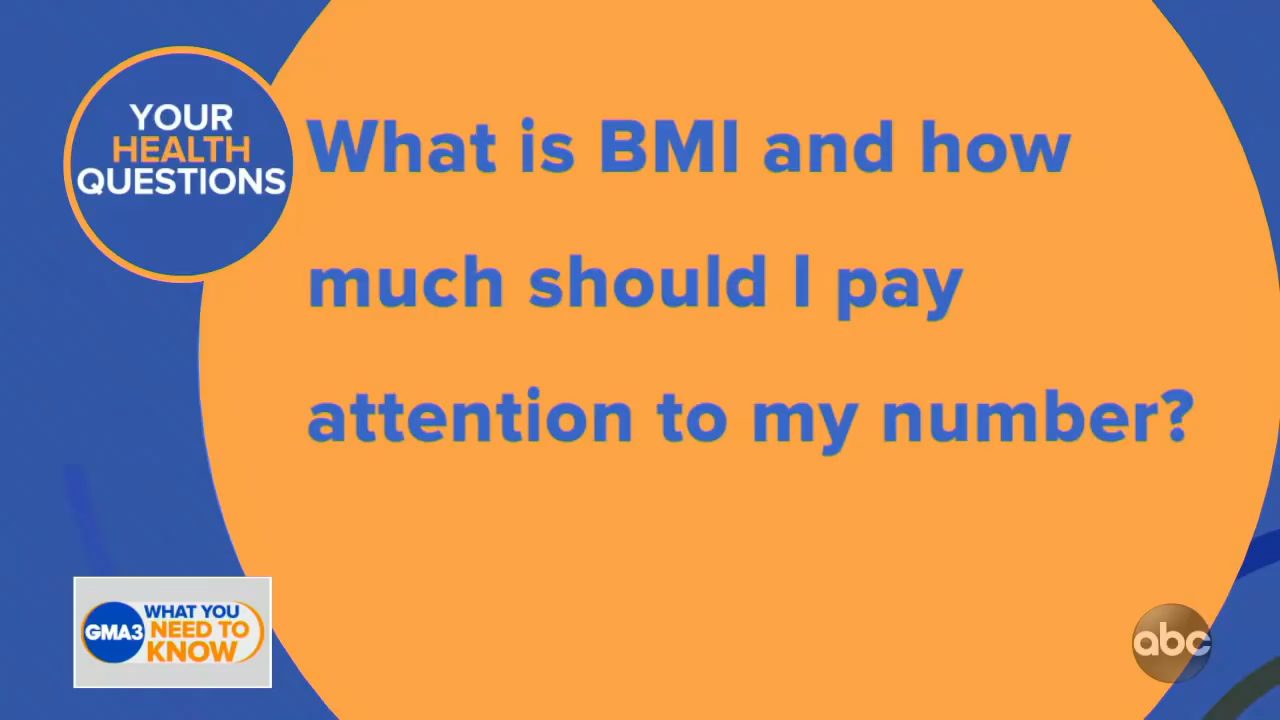 YOUR
HEALTH
QUESTIONS
What is BMI and how
much should I pay
attention to my number?
GMA3
WHAT YOU
NEED TO
KNOW
abc